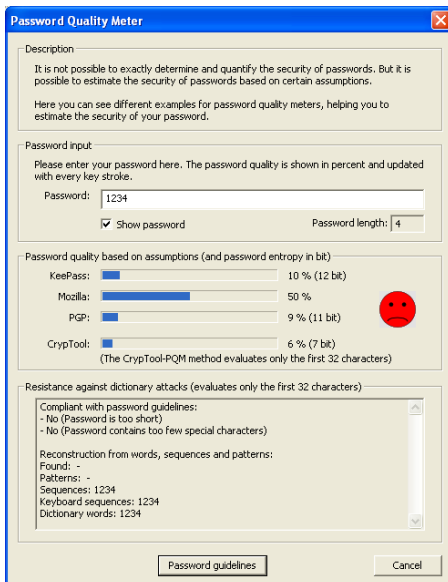 Password Quality Meter
Description
It is not possible to exactly determine and quantify the security of passwords. But it is
possible to estimate the security of passwords based on certain assumptions.
Here you can see different examples for password quality meters, helping you to
estimate the security of your password.
Password input
Please enter your password here. The password quality is shown in percent and updated
with every key stroke.
Password: 1234
Show password Password length: 4
Password quality based on assumptions (and password entropy in bit)
KeePass: 10 % (12 bit)
Mozilla: 50 %
PGP: 9 % (11 bit)
CrypTool: 6 % (7 bit)
(The CrypTool-PQM method evaluates only the first 32 characters)
Resistance against dictionary attacks (evaluates only the first 32 characters)
Compliant with password guidelines:
- No (Password is too short)
- No (Password contains too few special characters)
Reconstruction from words, sequences and patterns:
Found: -
Patterns: -
Sequences: 1234
Keyboard sequences: 1234
Dictionary words: 1234
Password guidelines Cancel